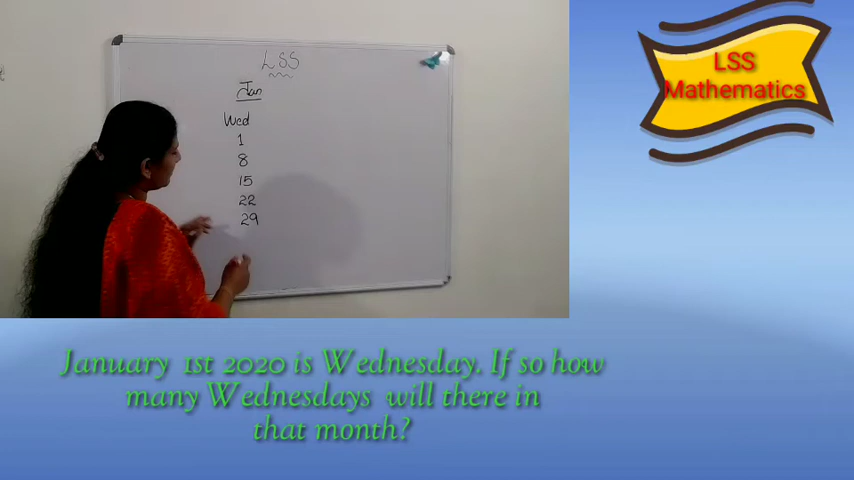 LSS
Jan
Wed
1
8
15
22
29
LSS
Mathematics
January 1st 2020 is Wednesday. If so how
many Wednesdays will there in
that month?